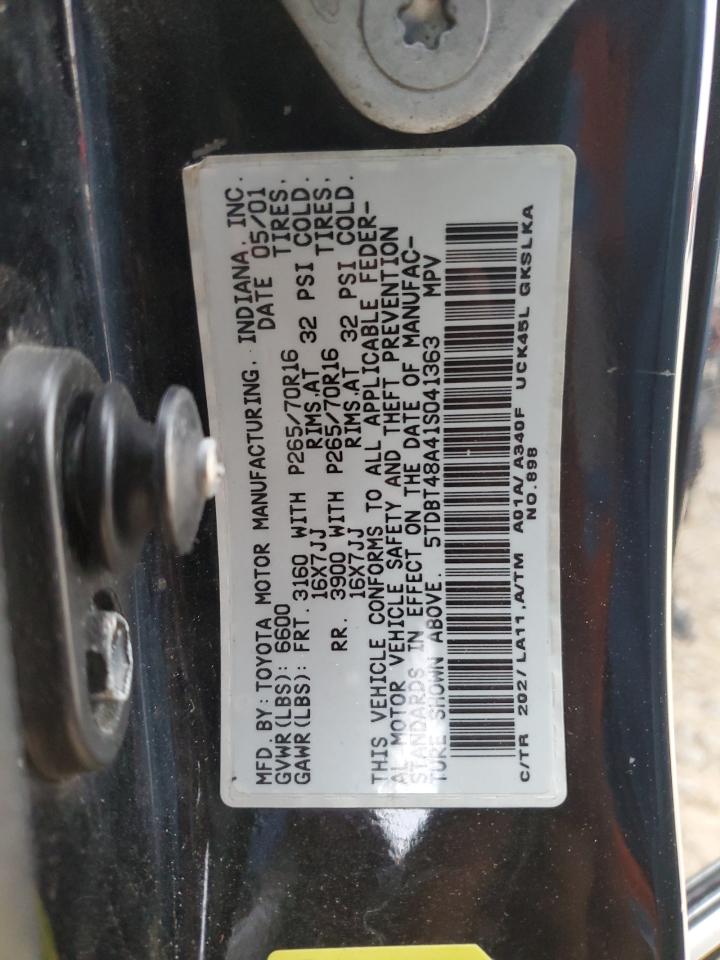 MFD. BY: TOYOTA MOTOR MANUFACTURING, INDIANA, INC.
GVWR(LBS): 6600 DATE 05/01
GAWR(LBS): FRT. 3160 WITH P265/70R16 TIRES,
16X7JJ RIMS.AT 32 PSI COLD.
RR. 3900 WITH P265/70R16 TIRES,
16X7JJ RIMS.AT 32 PSI COLD.
THIS VEHICLE CONFORMS TO ALL APPLICABLE FEDER-
AL MOTOR VEHICLE SAFETY AND THEFT PREVENTION
STANDARDS IN EFFECT ON THE DATE OF MANUFAC-
TURE SHOWN ABOVE. 5TDBT48A41S041363 MPV
C/TR 202/ LA11,A/TM A01A/A340F UCK45L GKSLKA
NO.898